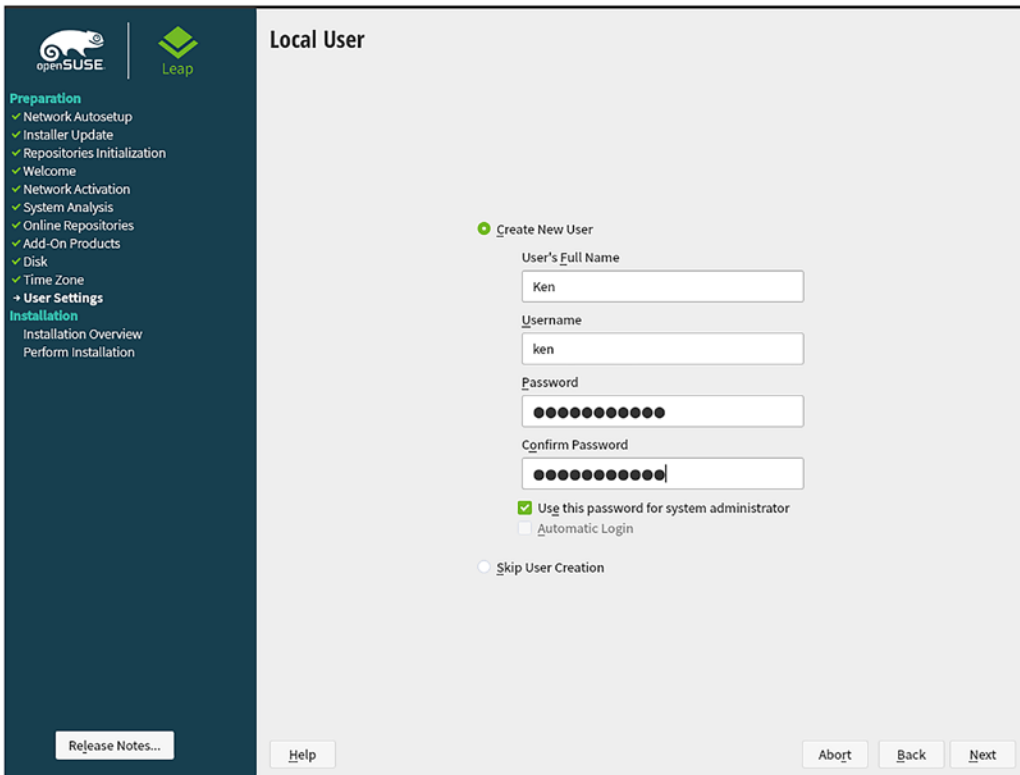 openSUSE
Leap
Preparation
Network Autosetup
Installer Update
Repositories Initialization
Welcome
Network Activation
System Analysis
Online Repositories
Add-On Products
Disk
Time Zone
User Settings
Installation
Installation Overview
Perform Installation
Release Notes...
Local User
Create New User
User's Full Name
Ken
Username
ken
Password
●●●●●●●●●●●
Confirm Password
●●●●●●●●●●●
Use this password for system administrator
Automatic Login
Skip User Creation
Help
Abort
Back
Next